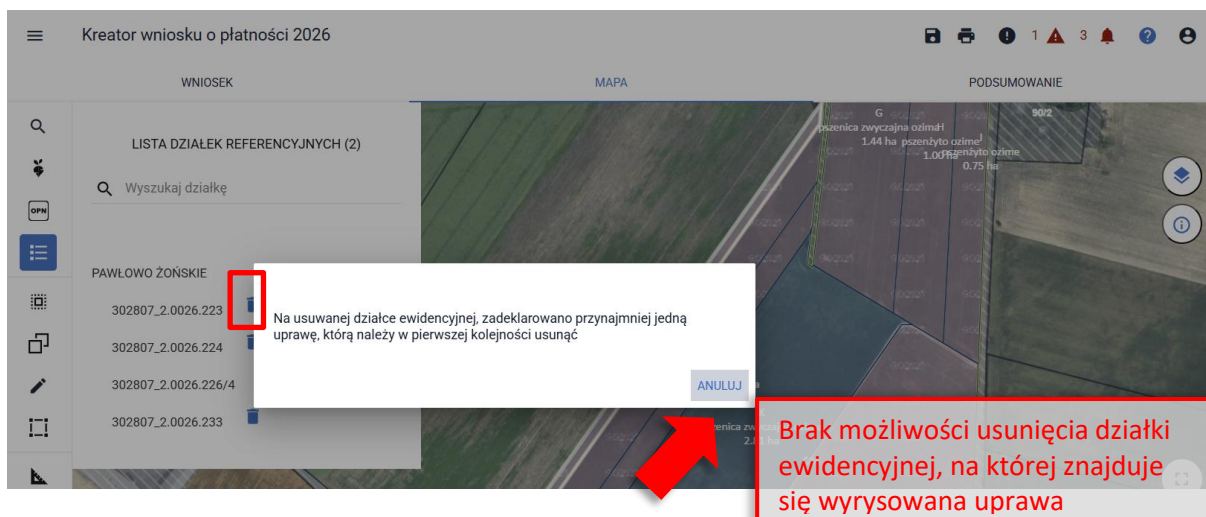 Kreator wniosku o płatności 2026
1 3
WNIOSEK MAPA PODSUMOWANIE
LISTA DZIAŁEK REFERENCYJNYCH (2)
Wyszukaj działkę
OPN
PAWŁOWO ŻOŃSKIE
302807_2.0026.223
302807_2.0026.224
302807_2.0026.226/4
302807_2.0026.233
Na usuwanej działce ewidencyjnej, zadeklarowano przynajmniej jedną
uprawę, którą należy w pierwszej kolejności usunąć
ANULUJ
G
pszenica zwyczajna ozima
1.44 ha
H
pszenżyto ozime
1.00 ha
pszenżyto ozime
0.75 ha
90/2
Brak możliwości usunięcia działki
ewidencyjnej, na której znajduje
się wyrysowana uprawa